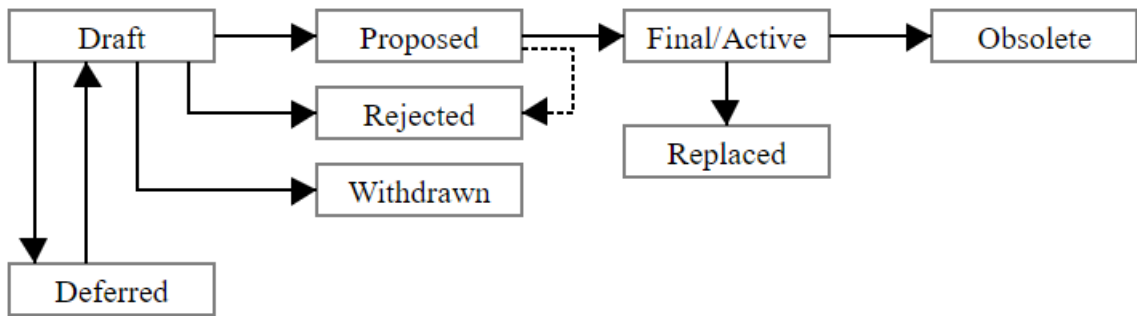 Draft
Proposed
Final/Active
Obsolete
Rejected
Replaced
Withdrawn
Deferred